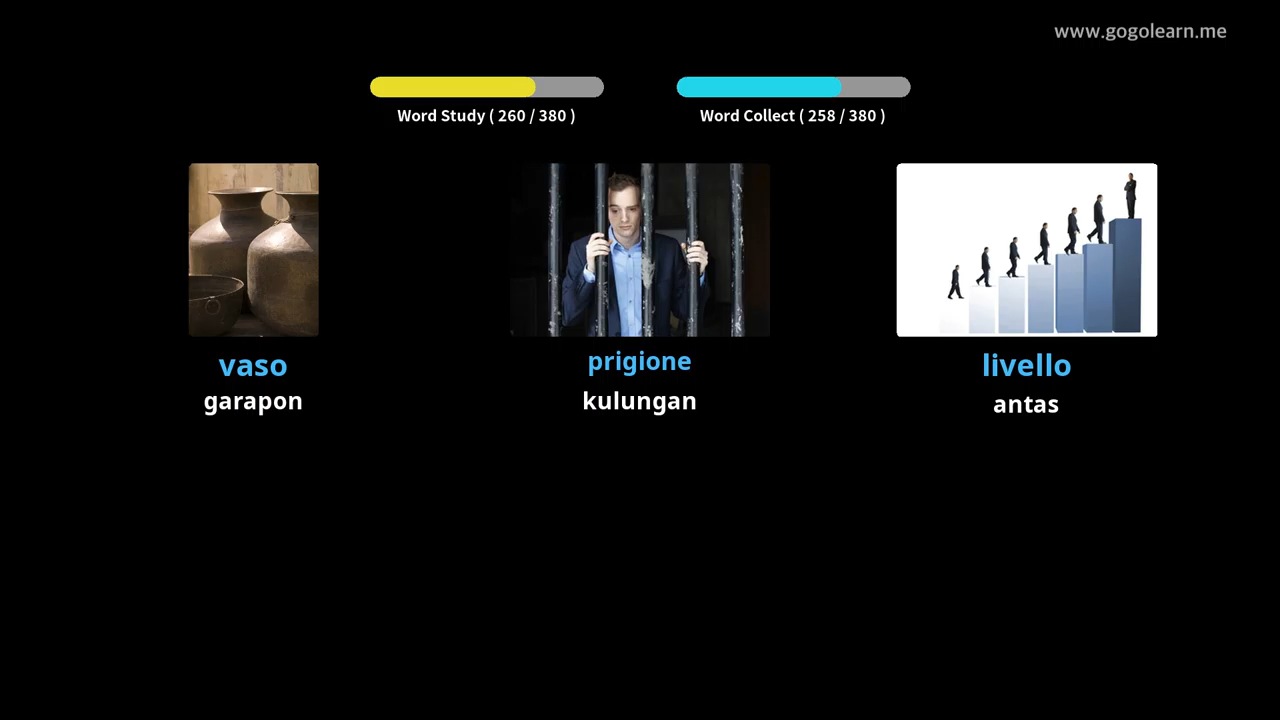 www.gogolearn.me
Word Study ( 260 / 380 )
Word Collect ( 258 / 380 )
vaso
garapon
prigione
kulungan
livello
antas